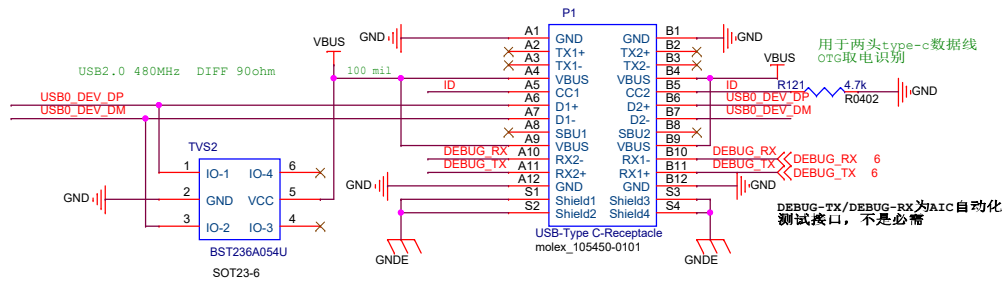 P1
A1 GND GND B1
GND GND
A2 TX1+ TX2+ B2
A3 TX1- TX2- B3
VBUS 100 mil A4 VBUS VBUS B4 VBUS
用于两头type-c数据线
OTG取电识别
USB2.0 480MHz DIFF 90ohm
ID A5 CC1 CC2 B5 ID R121 4.7k R0402 GND
USB0_DEV_DP A6 D1+ D2+ B6 USB0_DEV_DP
USB0_DEV_DM A7 D1- D2- B7 USB0_DEV_DM
A8 SBU1 SBU2 B8
A9 VBUS VBUS B9
DEBUG_RX A10 RX2- RX1- B10 DEBUG_RX DEBUG_RX 6
DEBUG_TX A11 RX2+ RX1+ B11 DEBUG_TX DEBUG_TX 6
GND A12 GND GND B12 GND
S1 Shield1 Shield3 S3
S2 Shield2 Shield4 S4
USB-Type C-Receptacle
molex_105450-0101
GNDE GNDE
DEBUG-TX/DEBUG-RX为AIC自动化
测试接口，不是必需
TVS2
1 IO-1 IO-4 6
GND 2 GND VCC 5
3 IO-2 IO-3 4
BST236A054U
SOT23-6